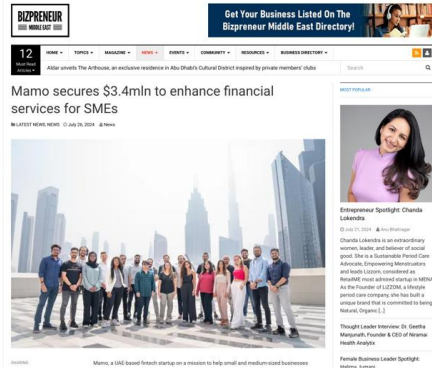 BIZPRENEUR
MIDDLE EAST
Get Your Business Listed On The
Bizpreneur Middle East Directory!
12
Must Read
Articles
HOME TOPICS MAGAZINE NEWS EVENTS COMMUNITY RESOURCES BUSINESS DIRECTORY
Aldar unveils The Arthouse, an exclusive residence in Abu Dhabi's Cultural District inspired by private members' clubs
Search
Mamo secures $3.4mln to enhance financial
services for SMEs
LATEST NEWS, NEWS July 26, 2024 News
Mamo, a UAE-based fintech startup on a mission to help small and medium-sized businesses
MOST POPULAR
Entrepreneur Spotlight: Chanda
Lokendra
July 21, 2024 Anu Bhatnagar
Chanda Lokendra is an extraordinary
women, leader, and believer of social
good. She is a Sustainable Period Care
Advocate, Empowering Menstruators
and leads Lizzom, considered as
RetailME most admired startup in MENA
As the Founder of LIZZOM, a lifestyle
period care company, she has built a
unique brand that is committed to being
Natural, Organic [...]
Thought Leader Interview: Dr. Geetha
Manjunath, Founder & CEO of Niramai
Health Analytix
Female Business Leader Spotlight: